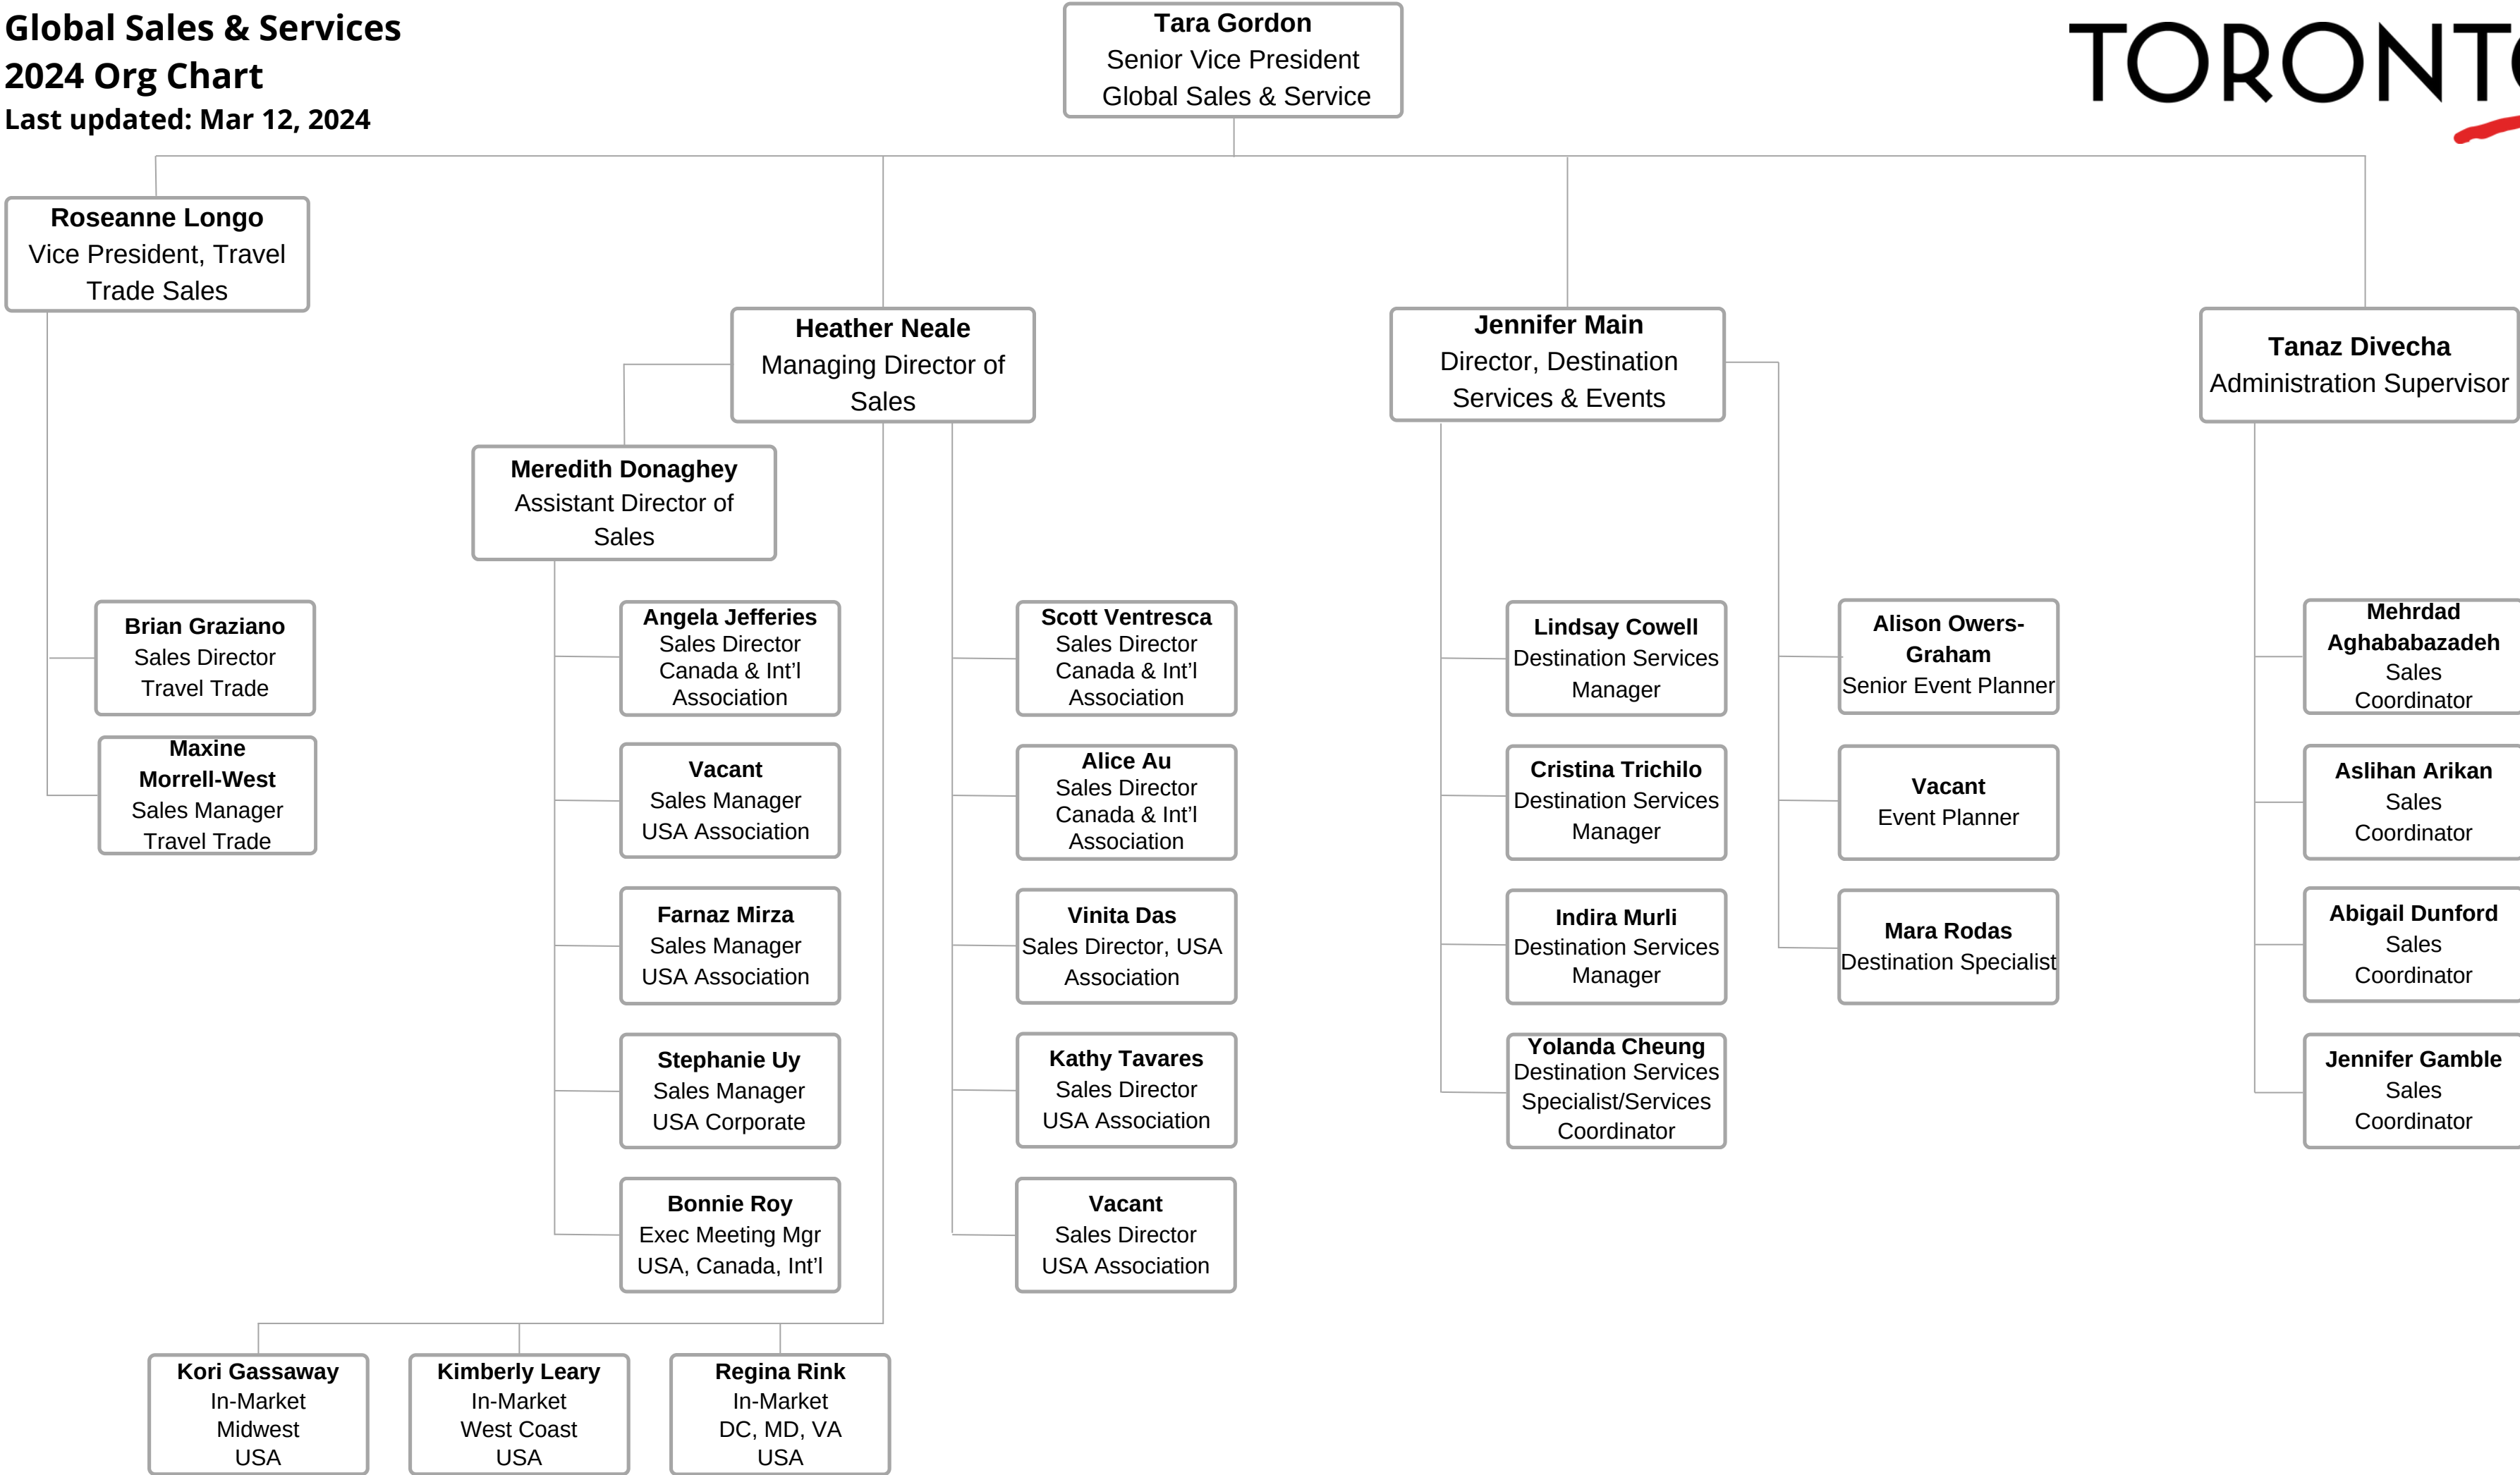 Global Sales & Services
2024 Org Chart
Last updated: Mar 12, 2024
Tara Gordon
Senior Vice President
Global Sales & Service
TORONTO
Roseanne Longo
Vice President, Travel
Trade Sales
Heather Neale
Managing Director of
Sales
Jennifer Main
Director, Destination
Services & Events
Tanaz Divecha
Administration Supervisor
Meredith Donaghey
Assistant Director of
Sales
Brian Graziano
Sales Director
Travel Trade
Maxine
Morrell-West
Sales Manager
Travel Trade
Angela Jefferies
Sales Director
Canada & Int’l
Association
Vacant
Sales Manager
USA Association
Farnaz Mirza
Sales Manager
USA Association
Stephanie Uy
Sales Manager
USA Corporate
Bonnie Roy
Exec Meeting Mgr
USA, Canada, Int’l
Scott Ventresca
Sales Director
Canada & Int’l
Association
Alice Au
Sales Director
Canada & Int’l
Association
Vinita Das
Sales Director, USA
Association
Kathy Tavares
Sales Director
USA Association
Vacant
Sales Director
USA Association
Lindsay Cowell
Destination Services
Manager
Cristina Trichilo
Destination Services
Manager
Indira Murli
Destination Services
Manager
Yolanda Cheung
Destination Services
Specialist/Services
Coordinator
Alison Owers-
Graham
Senior Event Planner
Vacant
Event Planner
Mara Rodas
Destination Specialist
Mehrdad
Aghababazadeh
Sales
Coordinator
Aslihan Arikan
Sales
Coordinator
Abigail Dunford
Sales
Coordinator
Jennifer Gamble
Sales
Coordinator
Kori Gassaway
In-Market
Midwest
USA
Kimberly Leary
In-Market
West Coast
USA
Regina Rink
In-Market
DC, MD, VA
USA